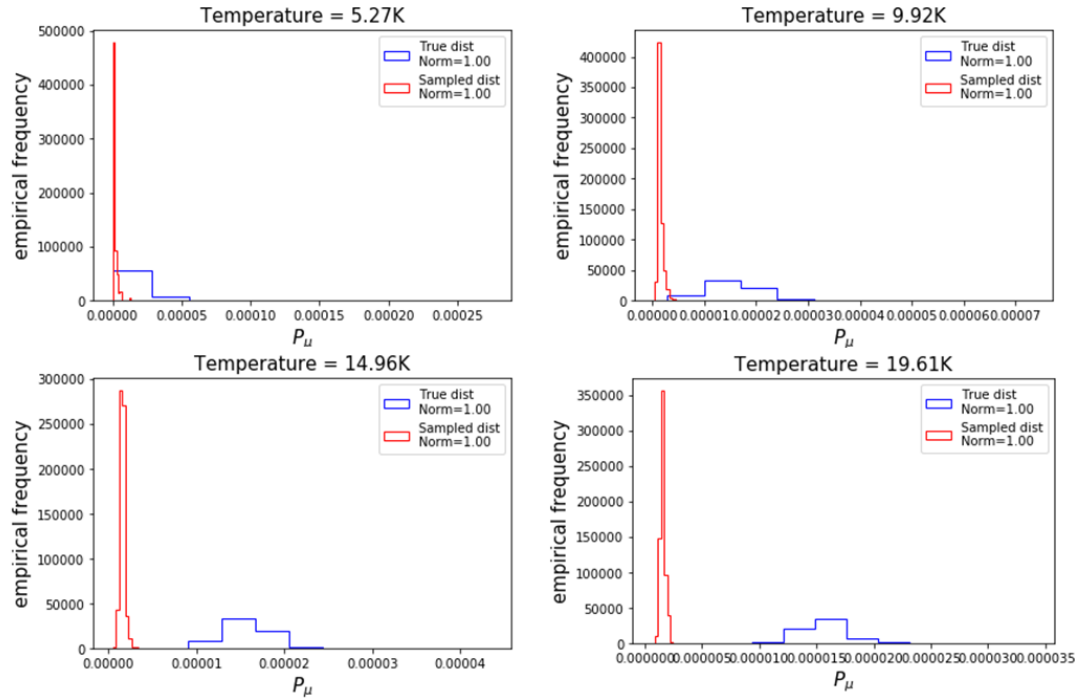 Temperature = 5.27K
500000
400000
300000
200000
100000
0
empirical frequency
True dist
Norm=1.00
Sampled dist
Norm=1.00
0.00000 0.00005 0.00010 0.00015 0.00020 0.00025
Pμ
Temperature = 9.92K
400000
350000
300000
250000
200000
150000
100000
50000
0
empirical frequency
True dist
Norm=1.00
Sampled dist
Norm=1.00
0.00000 0.00001 0.00002 0.00003 0.00004 0.00005 0.00006 0.00007
Pμ
Temperature = 14.96K
300000
250000
200000
150000
100000
50000
0
empirical frequency
True dist
Norm=1.00
Sampled dist
Norm=1.00
0.00000 0.00001 0.00002 0.00003 0.00004
Pμ
Temperature = 19.61K
350000
300000
250000
200000
150000
100000
50000
0
empirical frequency
True dist
Norm=1.00
Sampled dist
Norm=1.00
0.000000 0.000005 0.000010 0.000015 0.000020 0.000025 0.000030 0.000035
Pμ